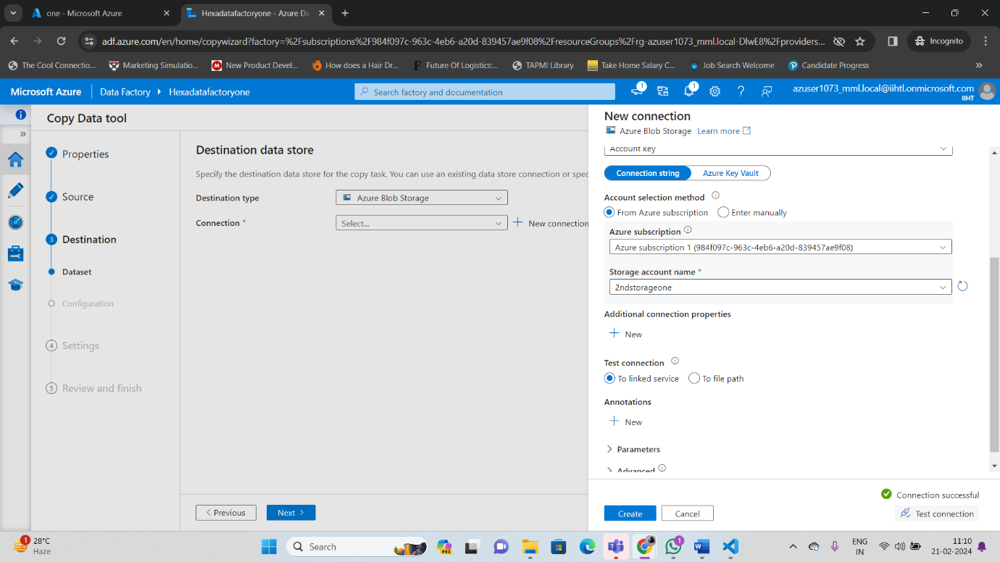 one - Microsoft Azure
Hexadatafactoryone - Azure Da
adf.azure.com/en/home/copywizard?factory=%2Fsubscriptions%2F984f097c-963c-4eb6-a20d-839457ae9f08%2FresourceGroups%2Frg-azuser1073_mml.local-DlwE8%2Fproviders...
Incognito
The Cool Connectio...
Marketing Simulatio...
New Product Devel...
How does a Hair Dr...
Future Of Logistics:...
TAPMI Library
Take Home Salary C...
Job Search Welcome
Candidate Progress
Microsoft Azure
Data Factory
Hexadatafactoryone
Search factory and documentation
1
1
azuser1073_mml.local@iihtl.onmicrosoft.com
IIHT
Copy Data tool
Properties
Source
3 Destination
Dataset
Configuration
4 Settings
5 Review and finish
Destination data store
Specify the destination data store for the copy task. You can use an existing data store connection or spec
Destination type
Azure Blob Storage
Connection *
Select...
New connection
Previous
Next
New connection
Azure Blob Storage Learn more
Account key
Connection string
Azure Key Vault
Account selection method
From Azure subscription
Enter manually
Azure subscription
Azure subscription 1 (984f097c-963c-4eb6-a20d-839457ae9f08)
Storage account name *
2ndstorageone
Additional connection properties
New
Test connection
To linked service
To file path
Annotations
New
Parameters
Advanced
Connection successful
Create
Cancel
Test connection
1
28°C
Haze
Search
PRE
1
ENG
IN
11:10
21-02-2024